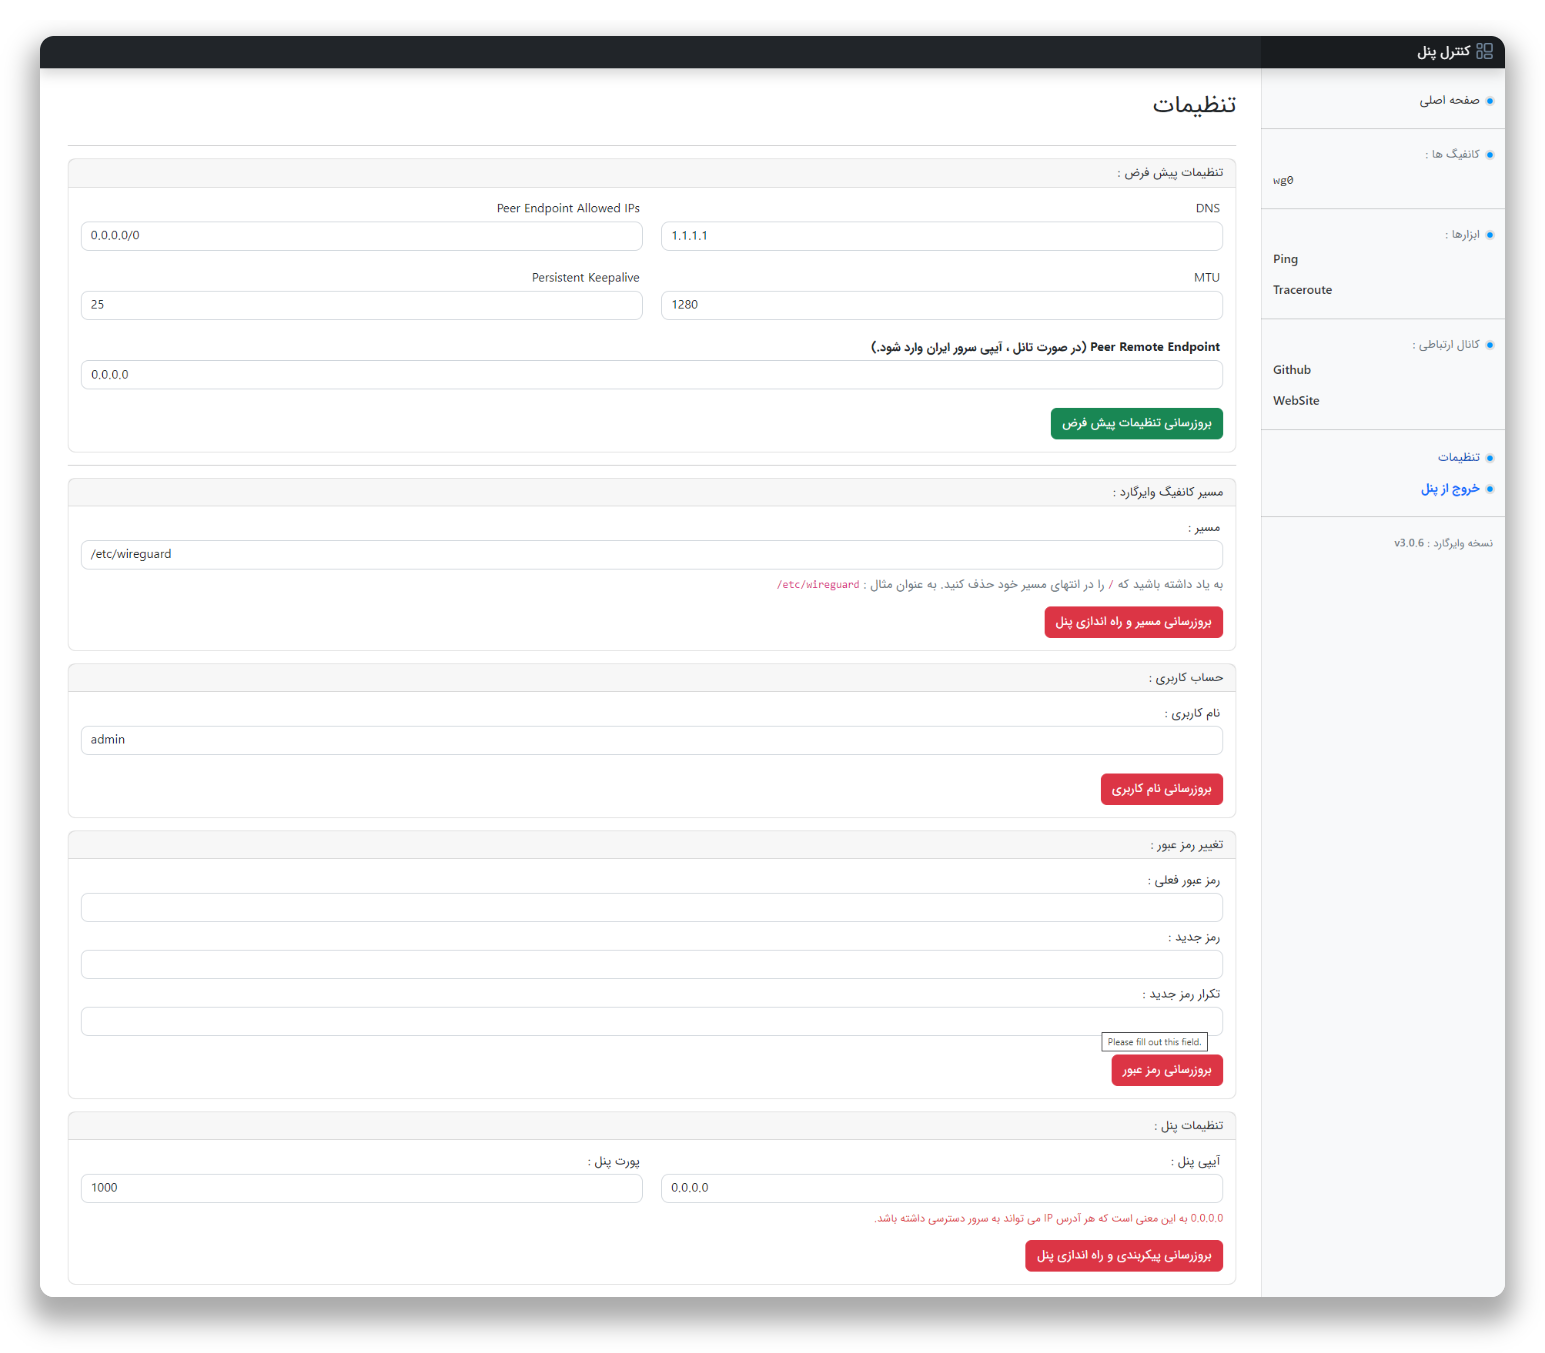 کنترل پنل
صفحه اصلی
کانفیگ ها :
wg0
ابزارها :
Ping
Traceroute
کانال ارتباطی :
Github
WebSite
تنظیمات
خروج از پنل
نسخه وایرگارد : v3.0.6
تنظیمات
تنظیمات پیش فرض :
DNS
1.1.1.1
Peer Endpoint Allowed IPs
0.0.0.0/0
MTU
1280
Persistent Keepalive
25
Peer Remote Endpoint (در صورت تانل ، آیپی سرور ایران وارد شود.)
0.0.0.0
بروزرسانی تنظیمات پیش فرض
مسیر کانفیگ وایرگارد :
مسیر :
/etc/wireguard
به یاد داشته باشید که / را در انتهای مسیر خود حذف کنید. به عنوان مثال : /etc/wireguard
بروزرسانی مسیر و راه اندازی پنل
حساب کاربری :
نام کاربری :
admin
بروزرسانی نام کاربری
تغییر رمز عبور :
رمز عبور فعلی :
رمز جدید :
تکرار رمز جدید :
Please fill out this field.
بروزرسانی رمز عبور
تنظیمات پنل :
آیپی پنل :
0.0.0.0
پورت پنل :
1000
0.0.0.0 به این معنی است که هر آدرس IP می تواند به سرور دسترسی داشته باشد.
بروزرسانی پیکربندی و راه اندازی پنل